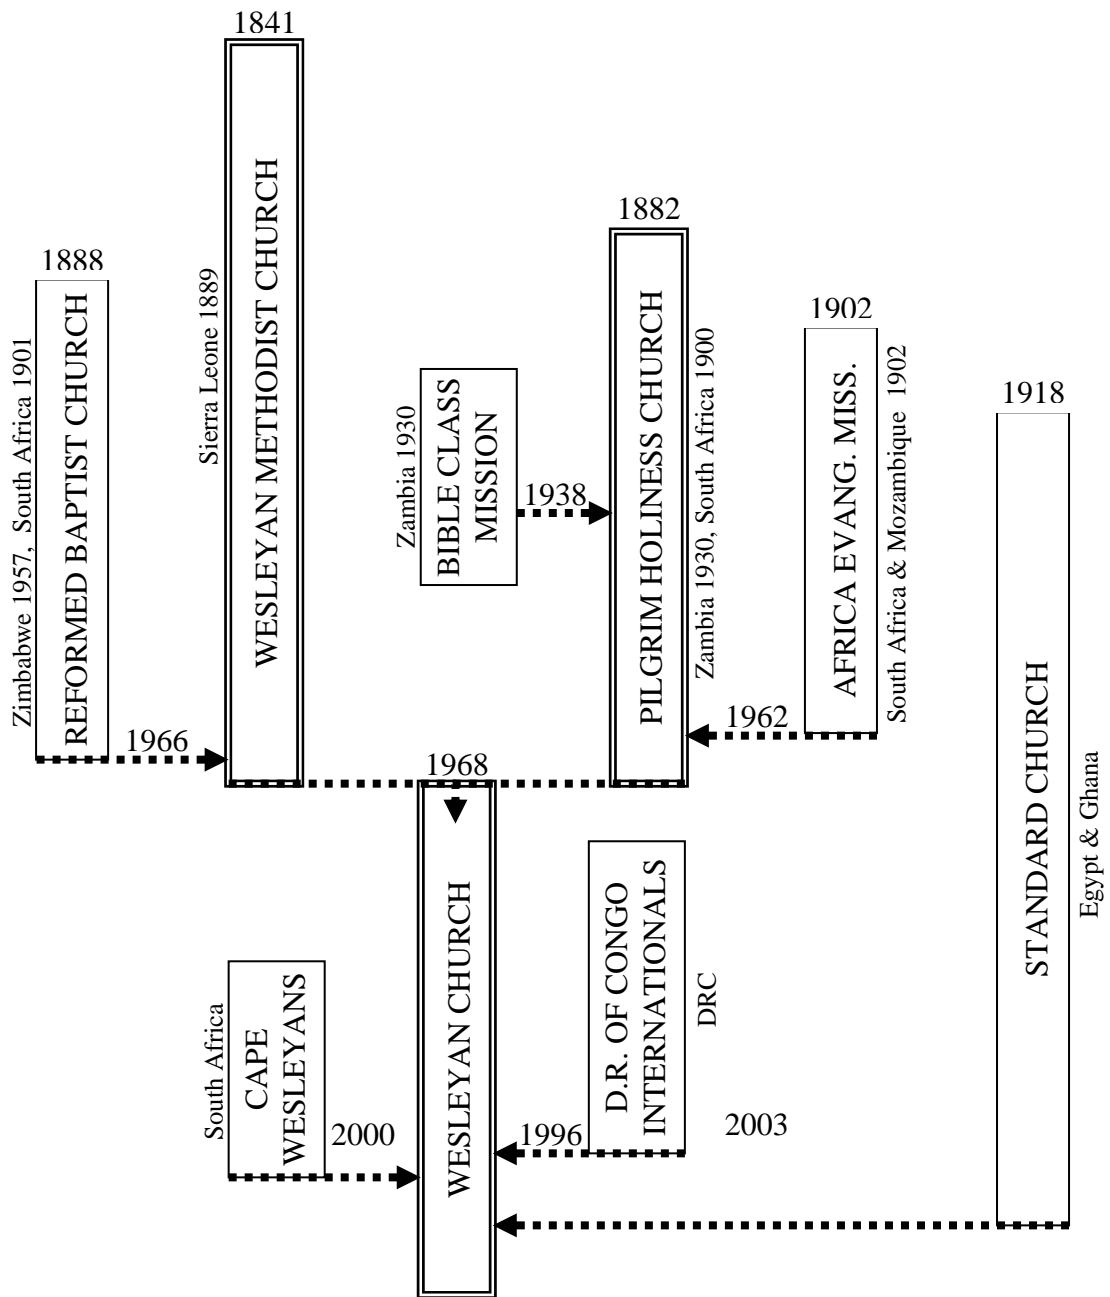 1841
1882
1888
1902
1918
Zimbabwe 1957, South Africa 1901
REFORMED BAPTIST CHURCH
Sierra Leone 1889
WESLEYAN METHODIST CHURCH
Zambia 1930
BIBLE CLASS
MISSION
1938
PILGRIM HOLINESS CHURCH
Zambia 1930, South Africa 1900
AFRICA EVANG. MISS.
South Africa & Mozambique 1902
1966
1962
1968
STANDARD CHURCH
Egypt & Ghana
South Africa
CAPE
WESLEYANS
2000
WESLEYAN CHURCH
1996
D.R. OF CONGO
INTERNATIONALS
DRC
2003